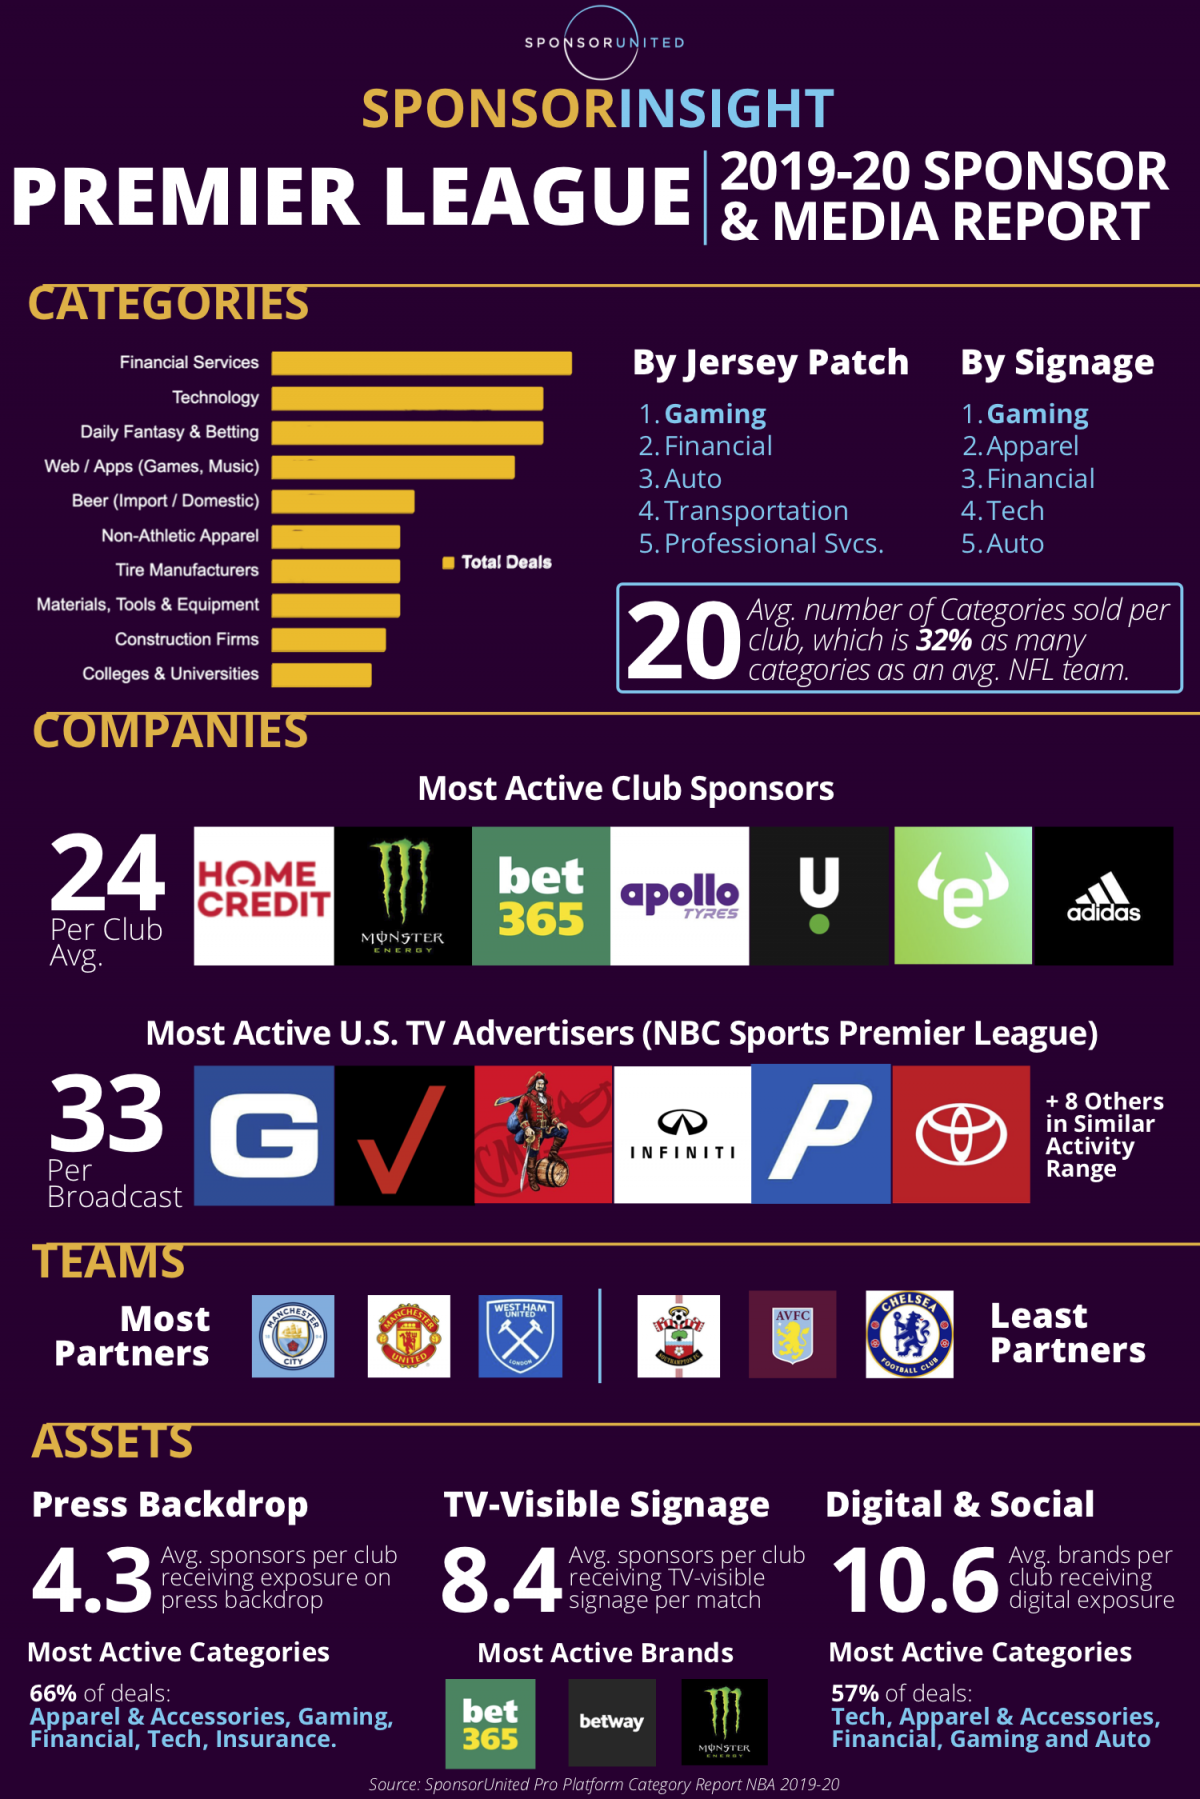 SPONSORUNITED
SPONSORINSIGHT
PREMIER LEAGUE
2019-20 SPONSOR
& MEDIA REPORT
CATEGORIES
Financial Services
Technology
Daily Fantasy & Betting
Web / Apps (Games, Music)
Beer (Import / Domestic)
Non-Athletic Apparel
Tire Manufacturers
Materials, Tools & Equipment
Construction Firms
Colleges & Universities
Total Deals
By Jersey Patch
1. Gaming
2. Financial
3. Auto
4. Transportation
5. Professional Svcs.
By Signage
1. Gaming
2. Apparel
3. Financial
4. Tech
5. Auto
20
Avg. number of Categories sold per
club, which is 32% as many
categories as an avg. NFL team.
COMPANIES
Most Active Club Sponsors
24
Per Club
Avg.
HOME
CREDIT
MONSTER
ENERGY
bet
365
apollo
TYRES
U
e
adidas
Most Active U.S. TV Advertisers (NBC Sports Premier League)
33
Per
Broadcast
G
INFINITI
P
+ 8 Others
in Similar
Activity
Range
TEAMS
Most
Partners
MANCHESTER
CITY
MANCHESTER
UNITED
WEST HAM
UNITED
LONDON
SOUTHAMPTON FC
AVFC
CHELSEA
FOOTBALL CLUB
Least
Partners
ASSETS
Press Backdrop
4.3
Avg. sponsors per club
receiving exposure on
press backdrop
Most Active Categories
66% of deals:
Apparel & Accessories, Gaming,
Financial, Tech, Insurance.
TV-Visible Signage
8.4
Avg. sponsors per club
receiving TV-visible
signage per match
Most Active Brands
bet
365
betway
MONSTER
ENERGY
Digital & Social
10.6
Avg. brands per
club receiving
digital exposure
Most Active Categories
57% of deals:
Tech, Apparel & Accessories,
Financial, Gaming and Auto
Source: SponsorUnited Pro Platform Category Report NBA 2019-20